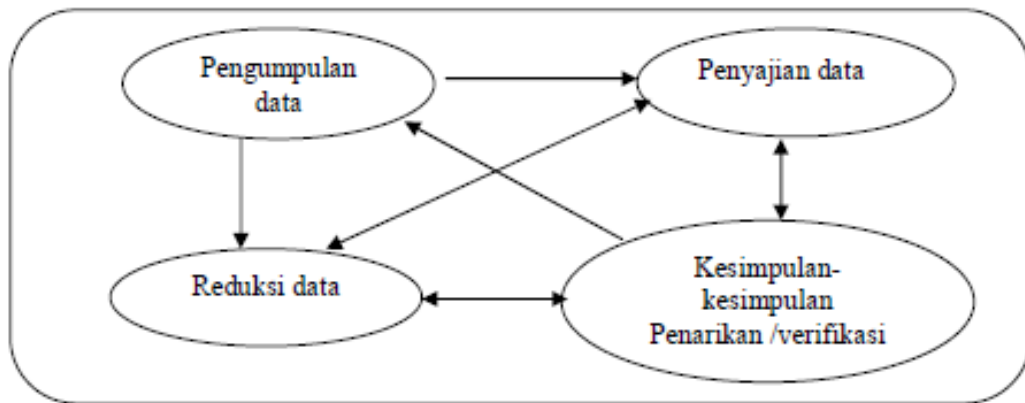 Pengumpulan
data
Penyajian data
Reduksi data
Kesimpulan-
kesimpulan
Penarikan /verifikasi